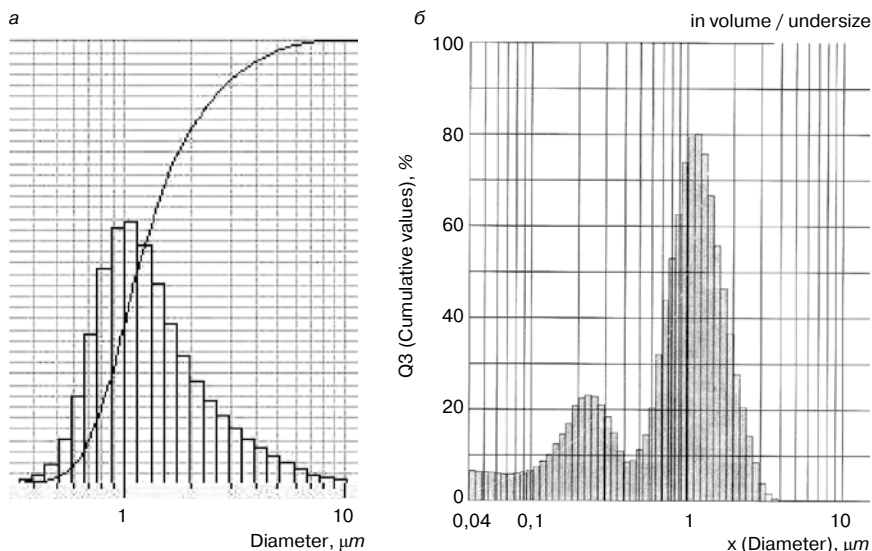 а
1
10
Diameter, µm
б
in volume / undersize
Q3 (Cumulative values), %
100
80
60
40
20
0
0,04
0,1
1
10
x (Diameter), µm